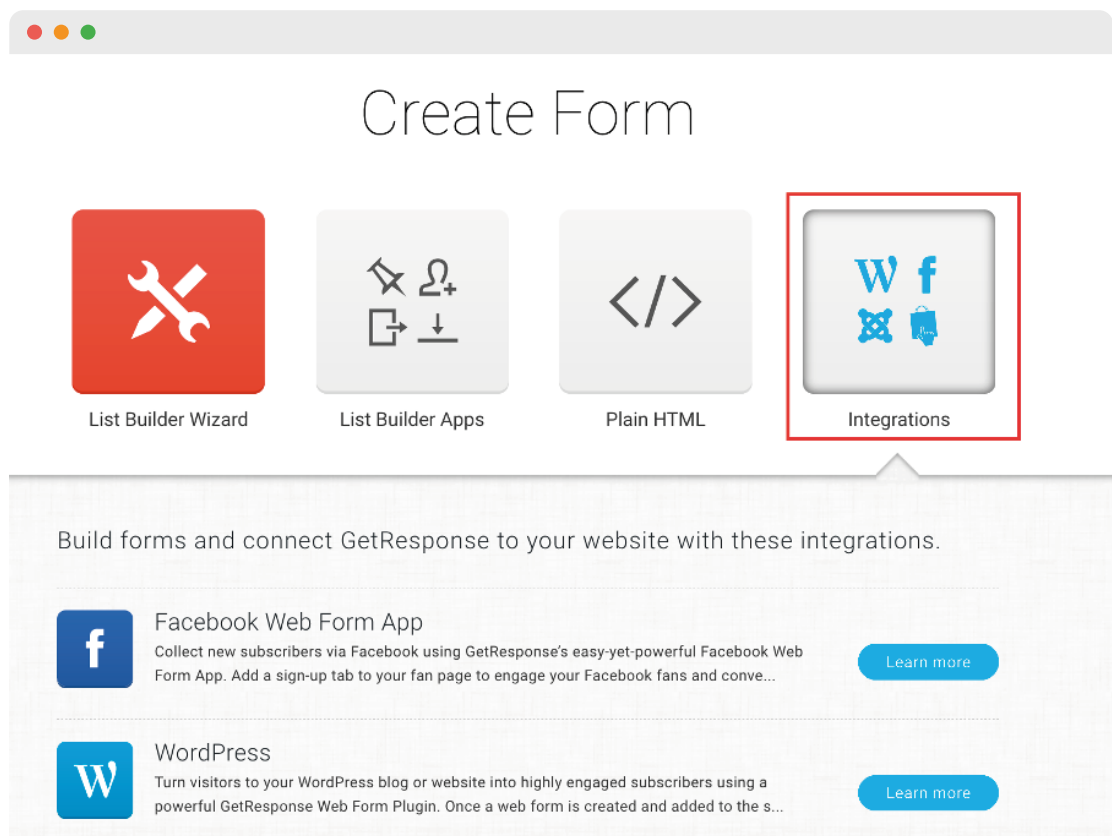 Create Form
List Builder Wizard
List Builder Apps
Plain HTML
Integrations
Build forms and connect GetResponse to your website with these integrations.
Facebook Web Form App
Collect new subscribers via Facebook using GetResponse's easy-yet-powerful Facebook Web
Form App. Add a sign-up tab to your fan page to engage your Facebook fans and conve...
Learn more
WordPress
Turn visitors to your WordPress blog or website into highly engaged subscribers using a
powerful GetResponse Web Form Plugin. Once a web form is created and added to the s...
Learn more